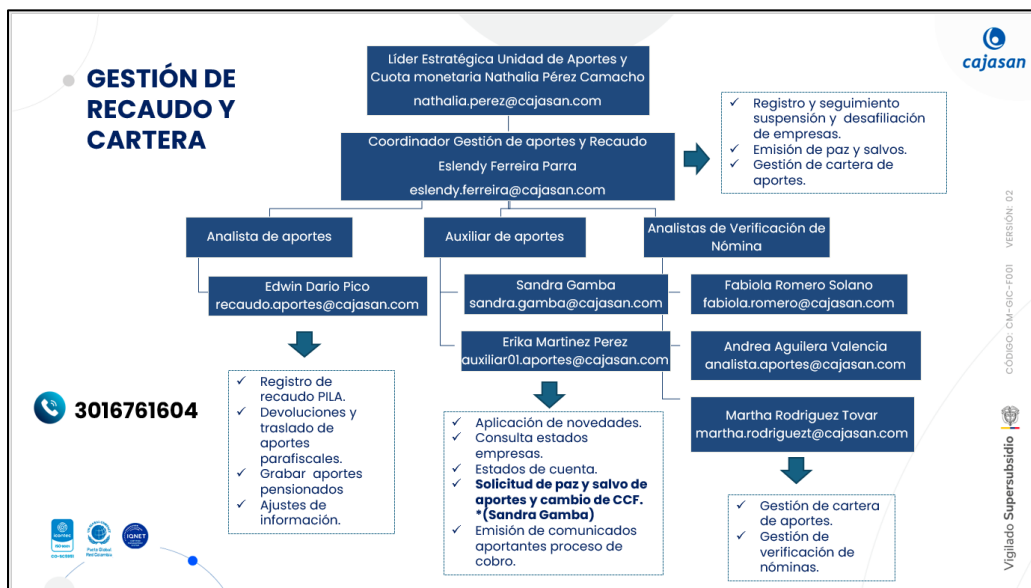 GESTIÓN DE
RECAUDO Y
CARTERA
cajasan
Líder Estratégica Unidad de Aportes y
Cuota monetaria Nathalia Pérez Camacho
nathalia.perez@cajasan.com
Coordinador Gestión de aportes y Recaudo
Eslendy Ferreira Parra
eslendy.ferreira@cajasan.com
✓ Registro y seguimiento
suspensión y desafiliación
de empresas.
✓ Emisión de paz y salvos.
✓ Gestión de cartera de
aportes.
Analista de aportes
Edwin Dario Pico
recaudo.aportes@cajasan.com
✓ Registro de
recaudo PILA.
✓ Devoluciones y
traslado de
aportes
parafiscales.
✓ Grabar aportes
pensionados
✓ Ajustes de
información.
Auxiliar de aportes
Sandra Gamba
sandra.gamba@cajasan.com
Erika Martinez Perez
auxiliar01.aportes@cajasan.com
✓ Aplicación de novedades.
✓ Consulta estados
empresas.
✓ Estados de cuenta.
✓ Solicitud de paz y salvo de
aportes y cambio de CCF.
*(Sandra Gamba)
✓ Emisión de comunicados
aportantes proceso de
cobro.
Analistas de Verificación de
Nómina
Fabiola Romero Solano
fabiola.romero@cajasan.com
Andrea Aguilera Valencia
analista.aportes@cajasan.com
Martha Rodriguez Tovar
martha.rodriguezt@cajasan.com
✓ Gestión de cartera
de aportes.
✓ Gestión de
verificación de
nóminas.
3016761604
icontec
IQNET
CÓDIGO: CM-GIC-F001 VERSIÓN: 02
Vigilado Supersubsidio